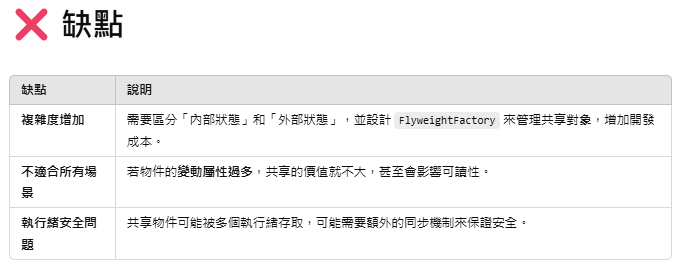 ❌ 缺點
缺點 說明
複雜度增加 需要區分「內部狀態」和「外部狀態」，並設計 FlyweightFactory 來管理共享對象，增加開發
成本。
不適合所有場 若物件的變動屬性過多，共享的價值就不大，甚至會影響可讀性。
景
執行緒安全問 共享物件可能被多個執行緒存取，可能需要額外的同步機制來保證安全。
題